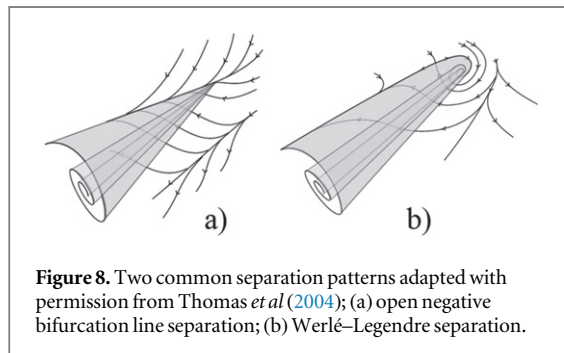 a)
b)
Figure 8. Two common separation patterns adapted with
permission from Thomas et al (2004); (a) open negative
bifurcation line separation; (b) Werlé–Legendre separation.